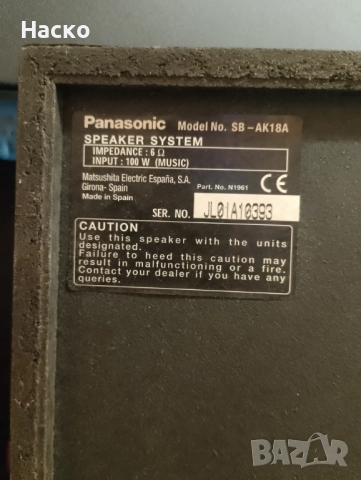 Hacko
Panasonic Model No. SB-AK18A
SPEAKER SYSTEM
IMPEDANCE : 6 Ω
INPUT : 100 W (MUSIC)
Matsushita Electric España, S.A.
Girona- Spain Part. No. N1961
Made in Spain
SER. NO. JL01A10393
CAUTION
Use this speaker with the units
designated.
Failure to heed this caution may
result in malfunctioning or a fire.
Contact your dealer if you have any
queries.
BAZAR